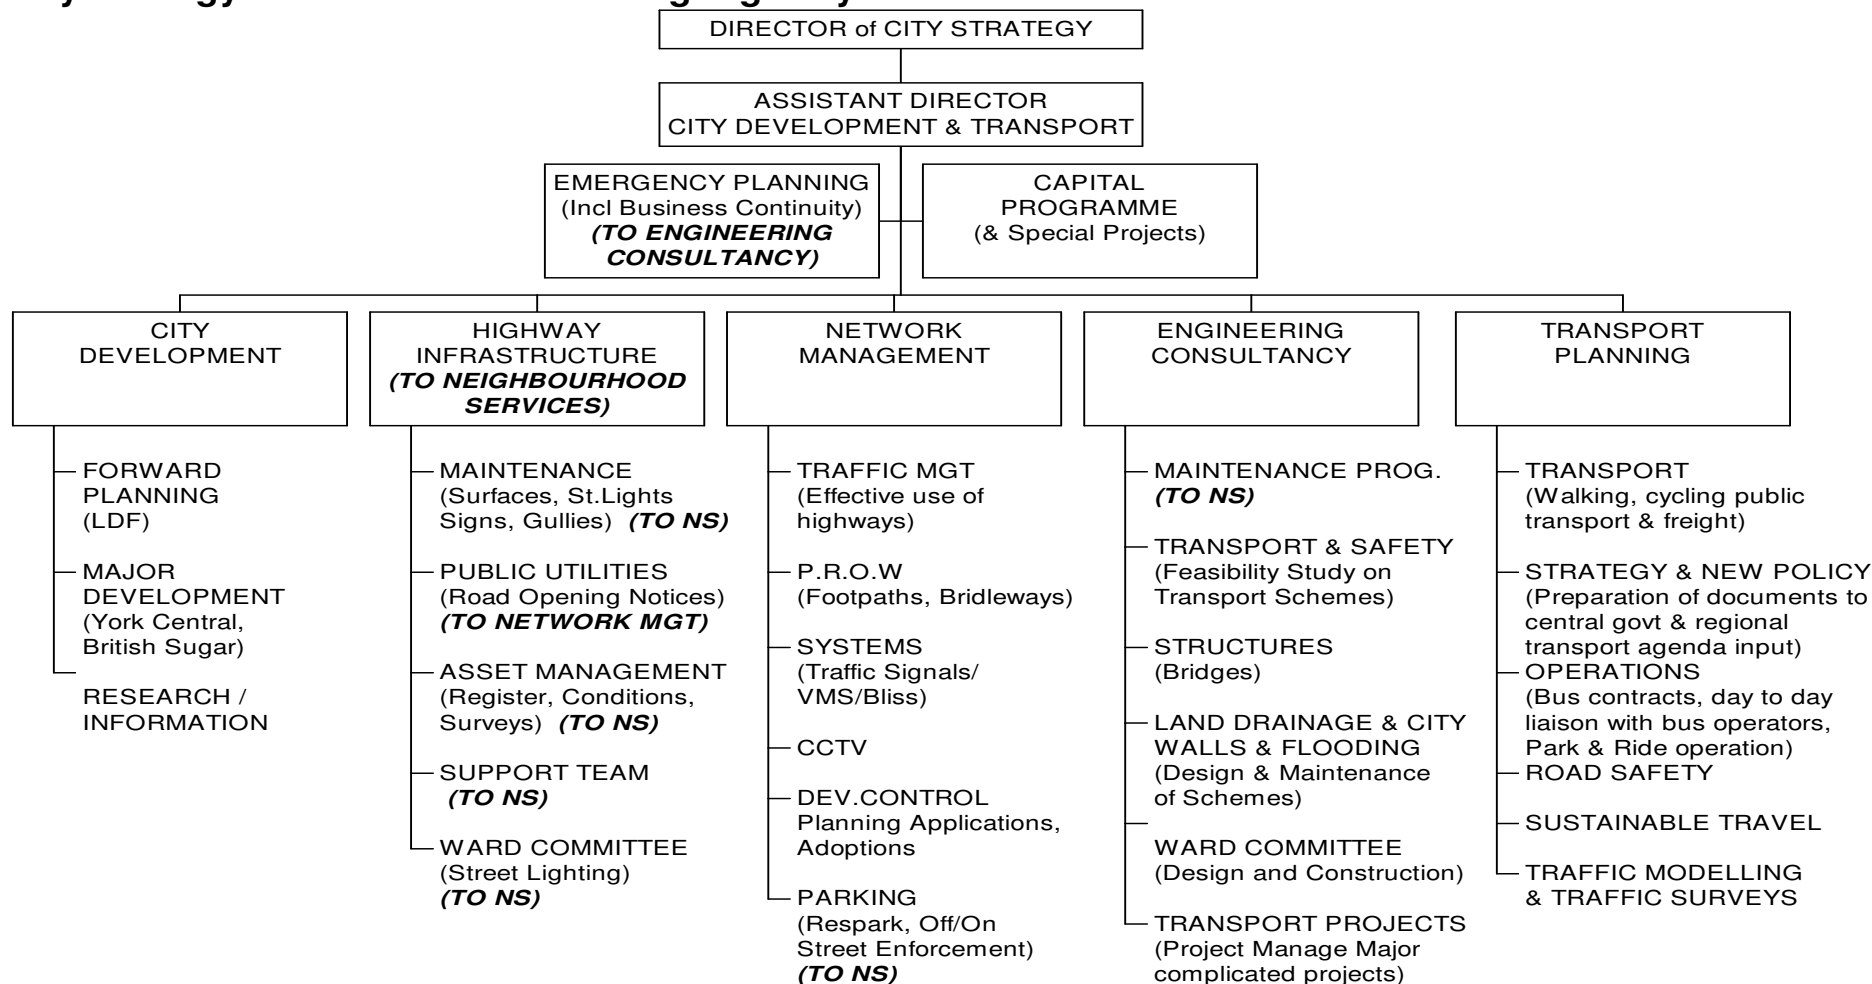 DIRECTOR of CITY STRATEGY
ASSISTANT DIRECTOR
CITY DEVELOPMENT & TRANSPORT
EMERGENCY PLANNING
(Incl Business Continuity)
(TO ENGINEERING
CONSULTANCY)
CAPITAL
PROGRAMME
(& Special Projects)
CITY
DEVELOPMENT
HIGHWAY
INFRASTRUCTURE
(TO NEIGHBOURHOOD
SERVICES)
NETWORK
MANAGEMENT
ENGINEERING
CONSULTANCY
TRANSPORT
PLANNING
FORWARD
PLANNING
(LDF)
MAJOR
DEVELOPMENT
(York Central,
British Sugar)
RESEARCH /
INFORMATION
MAINTENANCE
(Surfaces, St.Lights
Signs, Gullies) (TO NS)
PUBLIC UTILITIES
(Road Opening Notices)
(TO NETWORK MGT)
ASSET MANAGEMENT
(Register, Conditions,
Surveys) (TO NS)
SUPPORT TEAM
(TO NS)
WARD COMMITTEE
(Street Lighting)
(TO NS)
TRAFFIC MGT
(Effective use of
highways)
P.R.O.W
(Footpaths, Bridleways)
SYSTEMS
(Traffic Signals/
VMS/Bliss)
CCTV
DEV.CONTROL
Planning Applications,
Adoptions
PARKING
(Respark, Off/On
Street Enforcement)
(TO NS)
MAINTENANCE PROG.
(TO NS)
TRANSPORT & SAFETY
(Feasibility Study on
Transport Schemes)
STRUCTURES
(Bridges)
LAND DRAINAGE & CITY
WALLS & FLOODING
(Design & Maintenance
of Schemes)
WARD COMMITTEE
(Design and Construction)
TRANSPORT PROJECTS
(Project Manage Major
complicated projects)
TRANSPORT
(Walking, cycling public
transport & freight)
STRATEGY & NEW POLICY
(Preparation of documents to
central govt & regional
transport agenda input)
OPERATIONS
(Bus contracts, day to day
liaison with bus operators,
Park & Ride operation)
ROAD SAFETY
SUSTAINABLE TRAVEL
TRAFFIC MODELLING
& TRAFFIC SURVEYS